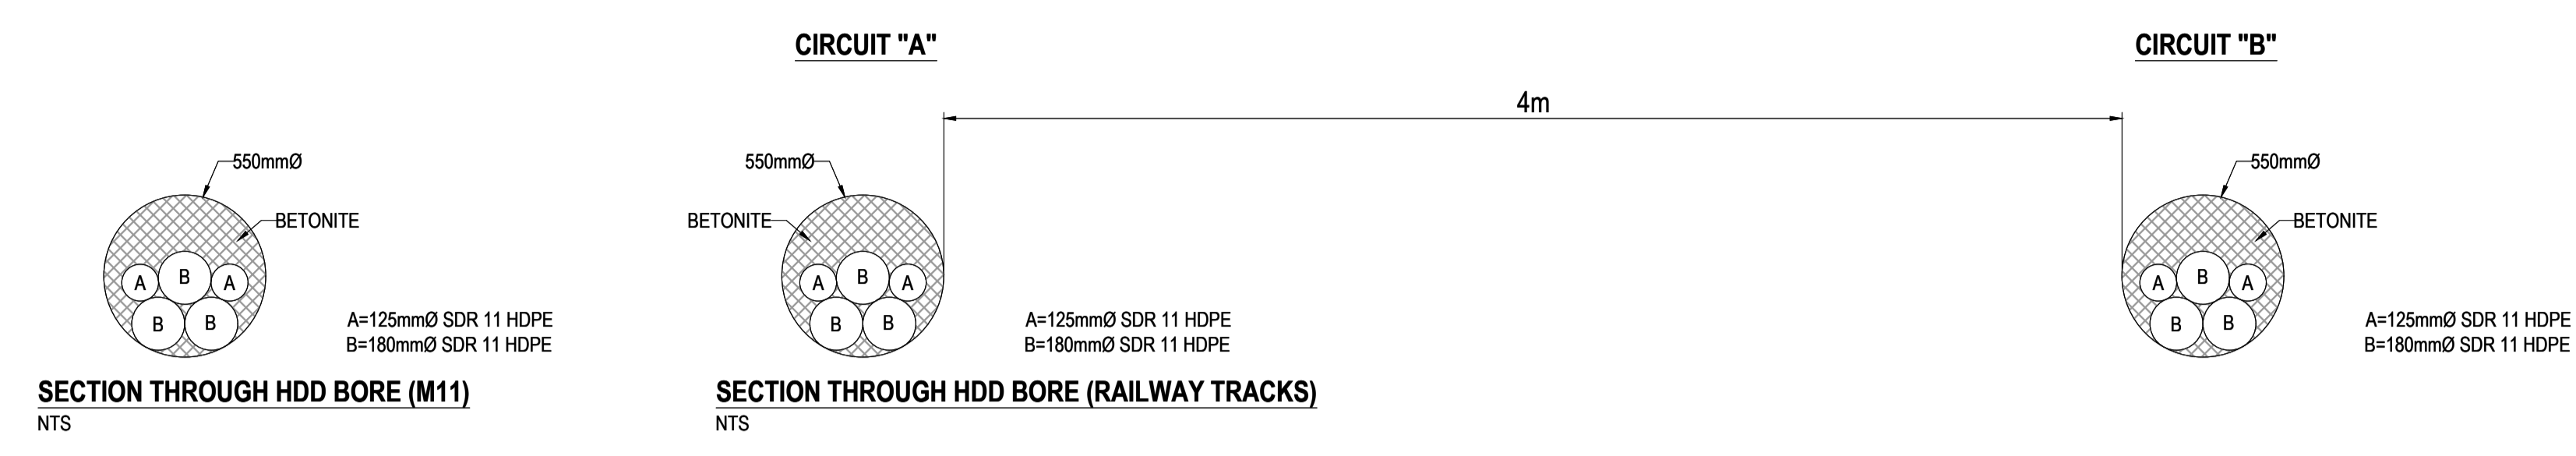 CIRCUIT "A"
CIRCUIT "B"
4m
550mmØ
BETONITE
A
B
A
B
B
A=125mmØ SDR 11 HDPE
B=180mmØ SDR 11 HDPE
SECTION THROUGH HDD BORE (M11)
NTS
550mmØ
BETONITE
A
B
A
B
B
A=125mmØ SDR 11 HDPE
B=180mmØ SDR 11 HDPE
SECTION THROUGH HDD BORE (RAILWAY TRACKS)
NTS
550mmØ
BETONITE
A
B
A
B
B
A=125mmØ SDR 11 HDPE
B=180mmØ SDR 11 HDPE